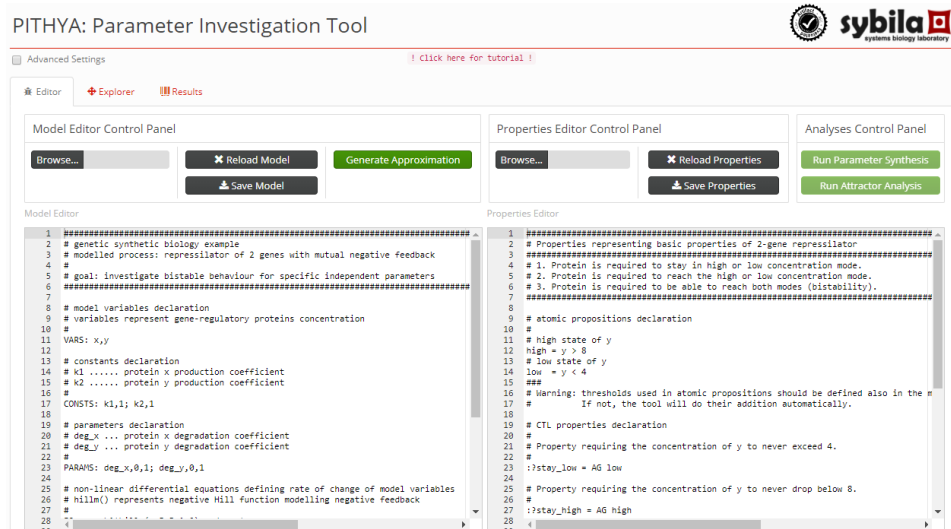 PITHYA: Parameter Investigation Tool
sybila
systems biology laboratory
Advanced Settings
! Click here for tutorial !
Editor
Explorer
Results
Model Editor Control Panel
Browse...
Reload Model
Generate Approximation
Save Model
Properties Editor Control Panel
Browse...
Reload Properties
Save Properties
Analyses Control Panel
Run Parameter Synthesis
Run Attractor Analysis
Model Editor
1 ################################################################################
2 # genetic synthetic biology example
3 # modelled process: repressilator of 2 genes with mutual negative feedback
4 #
5 # goal: investigate bistable behaviour for specific independent parameters
6 ################################################################################
7
8 # model variables declaration
9 # variables represent gene-regulatory proteins concentration
10 #
11 VARS: x,y
12
13 # constants declaration
14 # k1 ...... protein x production coefficient
15 # k2 ...... protein y production coefficient
16 #
17 CONSTS: k1,1; k2,1
18
19 # parameters declaration
20 # deg_x ... protein x degradation coefficient
21 # deg_y ... protein y degradation coefficient
22 #
23 PARAMS: deg_x,0,1; deg_y,0,1
24
25 # non-linear differential equations defining rate of change of model variables
26 # hillm() represents negative Hill function modelling negative feedback
27 #
28
Properties Editor
1 ################################################################################
2 # Properties representing basic properties of 2-gene repressilator
3 ################################################################################
4 # 1. Protein is required to stay in high or low concentration mode.
5 # 2. Protein is required to reach the high or low concentration mode.
6 # 3. Protein is required to be able to reach both modes (bistability).
7 ################################################################################
8
9 # atomic propositions declaration
10 #
11 # high state of y
12 high = y > 8
13 # low state of y
14 low = y < 4
15 ###
16 # Warning: thresholds used in atomic propositions should be defined also in the m
17 # If not, the tool will do their addition automatically.
18
19 # CTL properties declaration
20 #
21 # Property requiring the concentration of y to never exceed 4.
22 #
23 :?stay_low = AG low
24
25 # Property requiring the concentration of y to never drop below 8.
26 #
27 :?stay_high = AG high
28